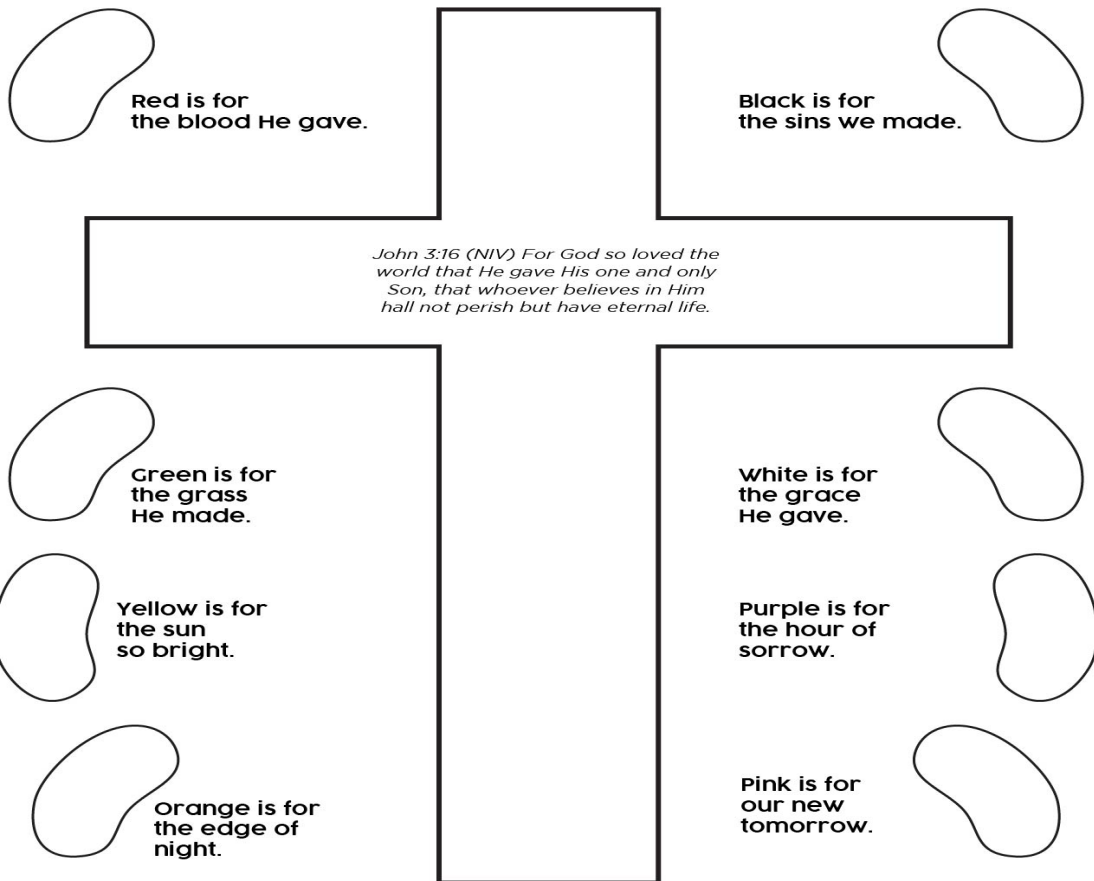 Red is for
the blood He gave.
Black is for
the sins we made.
John 3:16 (NIV) For God so loved the
world that He gave His one and only
Son, that whoever believes in Him
hall not perish but have eternal life.
Green is for
the grass
He made.
White is for
the grace
He gave.
Yellow is for
the sun
so bright.
Purple is for
the hour of
sorrow.
Orange is for
the edge of
night.
Pink is for
our new
tomorrow.